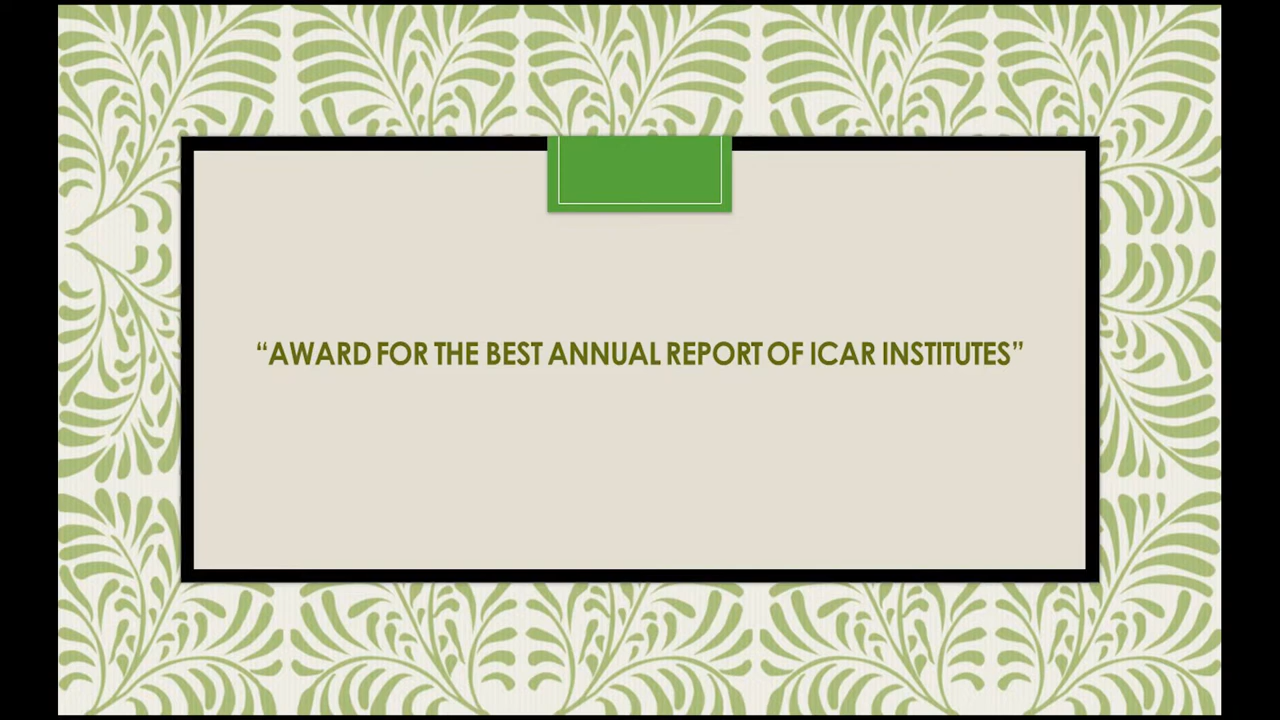 “AWARD FOR THE BEST ANNUAL REPORT OF ICAR INSTITUTES”